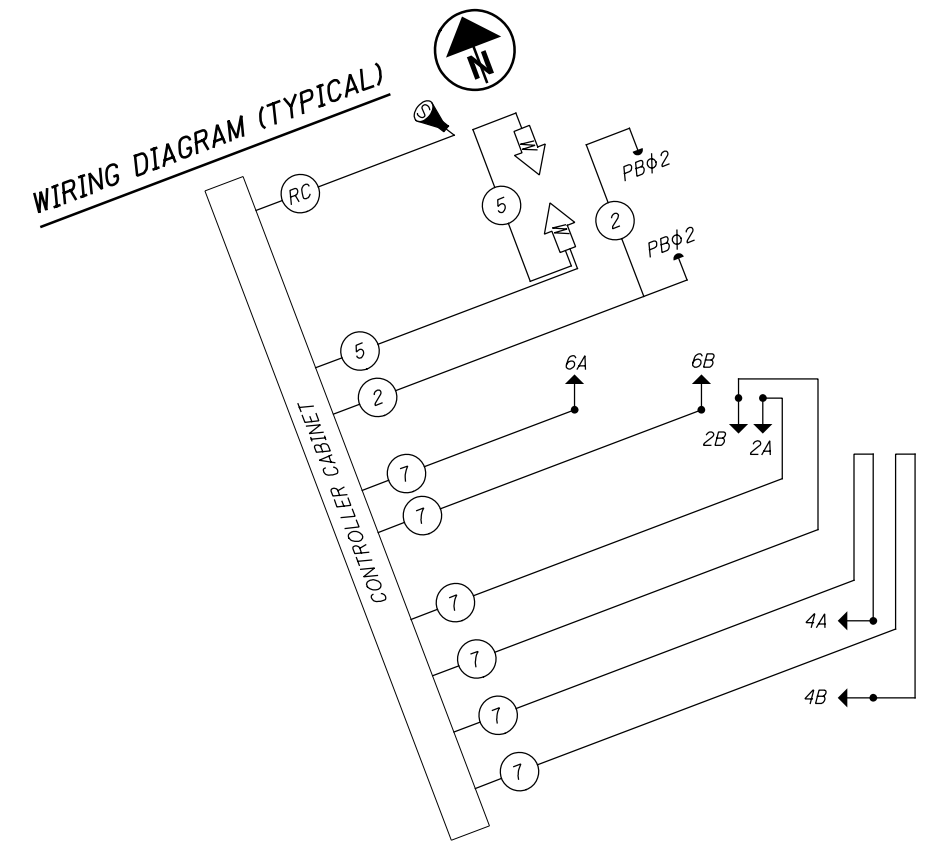 N
WIRING DIAGRAM (TYPICAL)
S
RC
W
5
W
2
PBϕ2
PBϕ2
5
2
CONTROLLER CABINET
6A
6B
2B
2A
7
7
7
7
4A
7
4B
7